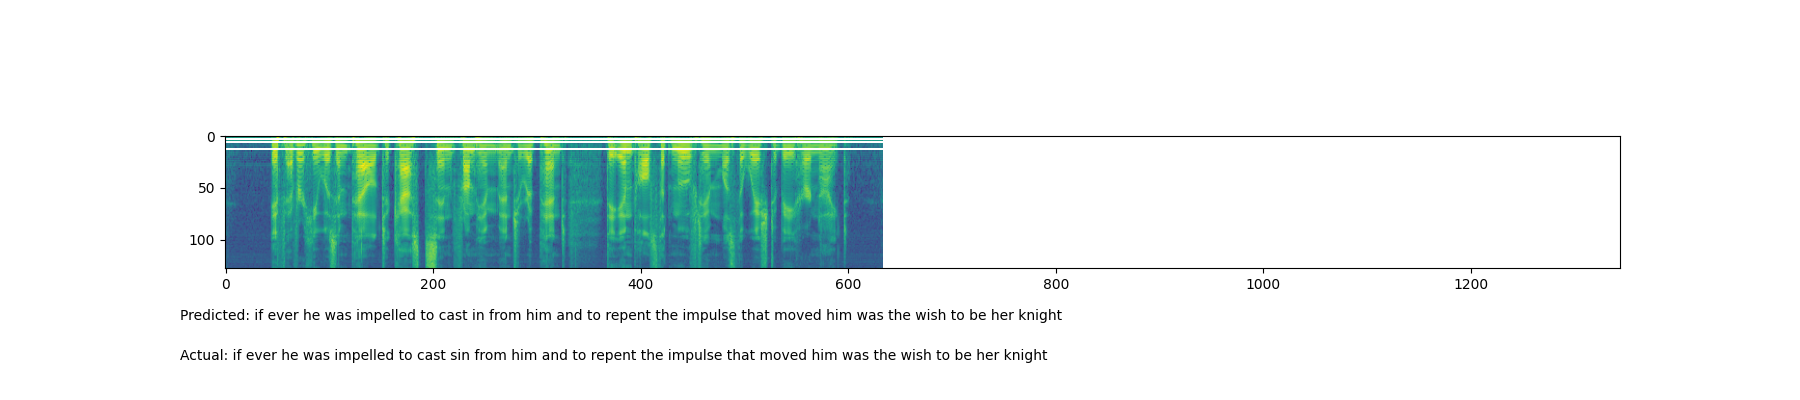 0
50
100
0 200 400 600 800 1000 1200
Predicted: if ever he was impelled to cast in from him and to repent the impulse that moved him was the wish to be her knight
Actual: if ever he was impelled to cast sin from him and to repent the impulse that moved him was the wish to be her knight